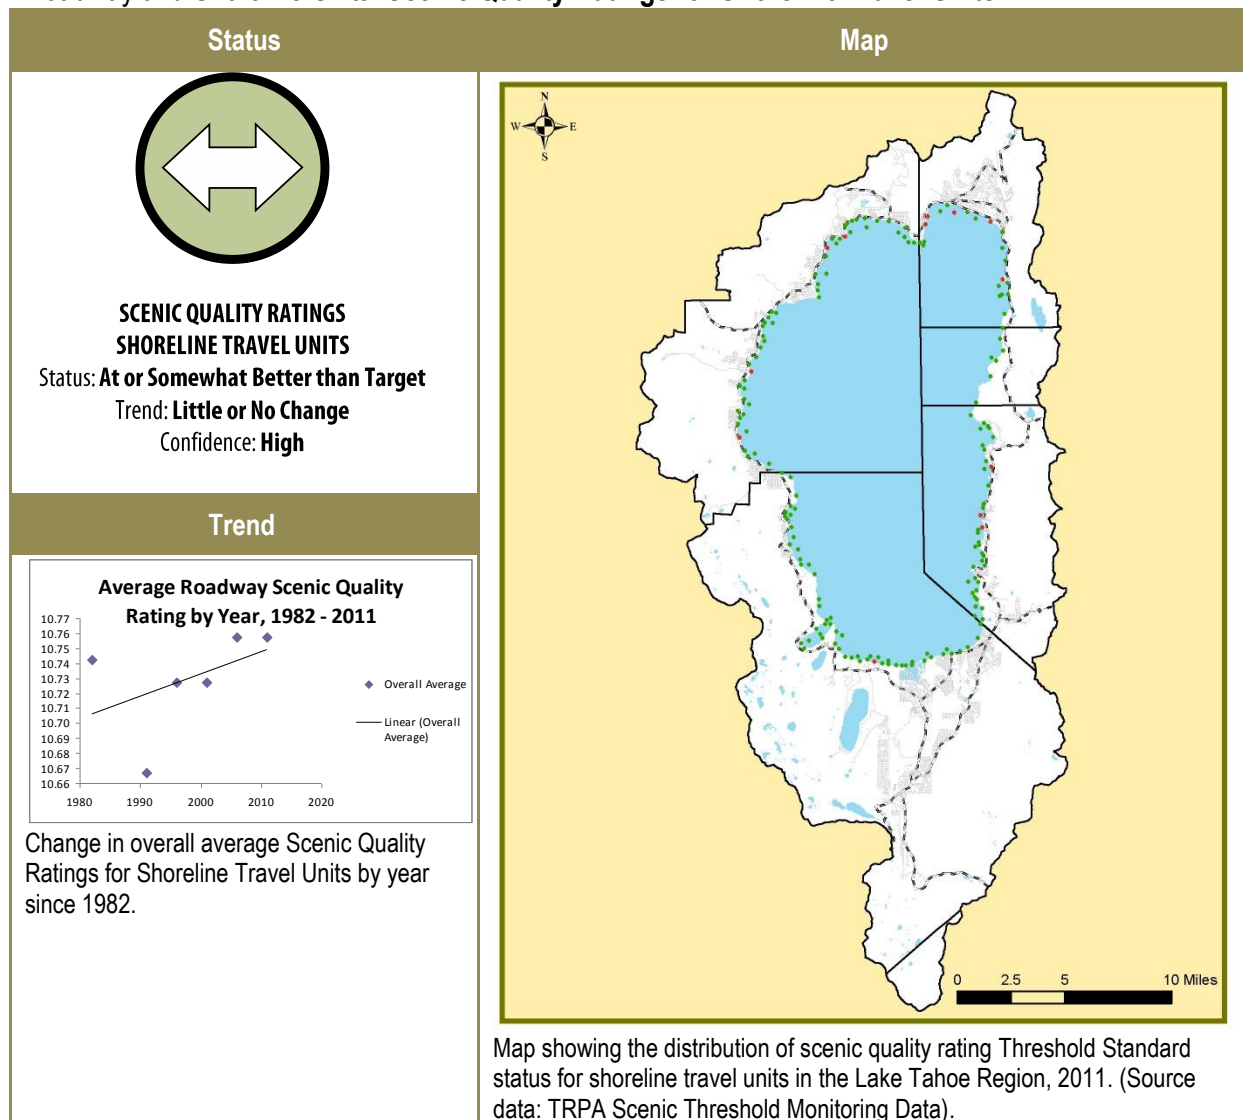 Status
SCENIC QUALITY RATINGS
SHORELINE TRAVEL UNITS
Status: At or Somewhat Better than Target
Trend: Little or No Change
Confidence: High
Trend
Average Roadway Scenic Quality
Rating by Year, 1982 - 2011
10.77
10.76
10.75
10.74
10.73
10.72
10.71
10.70
10.69
10.68
10.67
10.66
1980 1990 2000 2010 2020
Overall Average
Linear (Overall
Average)
Change in overall average Scenic Quality
Ratings for Shoreline Travel Units by year
since 1982.
Map
N
W E
S
0 2.5 5 10 Miles
Map showing the distribution of scenic quality rating Threshold Standard
status for shoreline travel units in the Lake Tahoe Region, 2011. (Source
data: TRPA Scenic Threshold Monitoring Data).